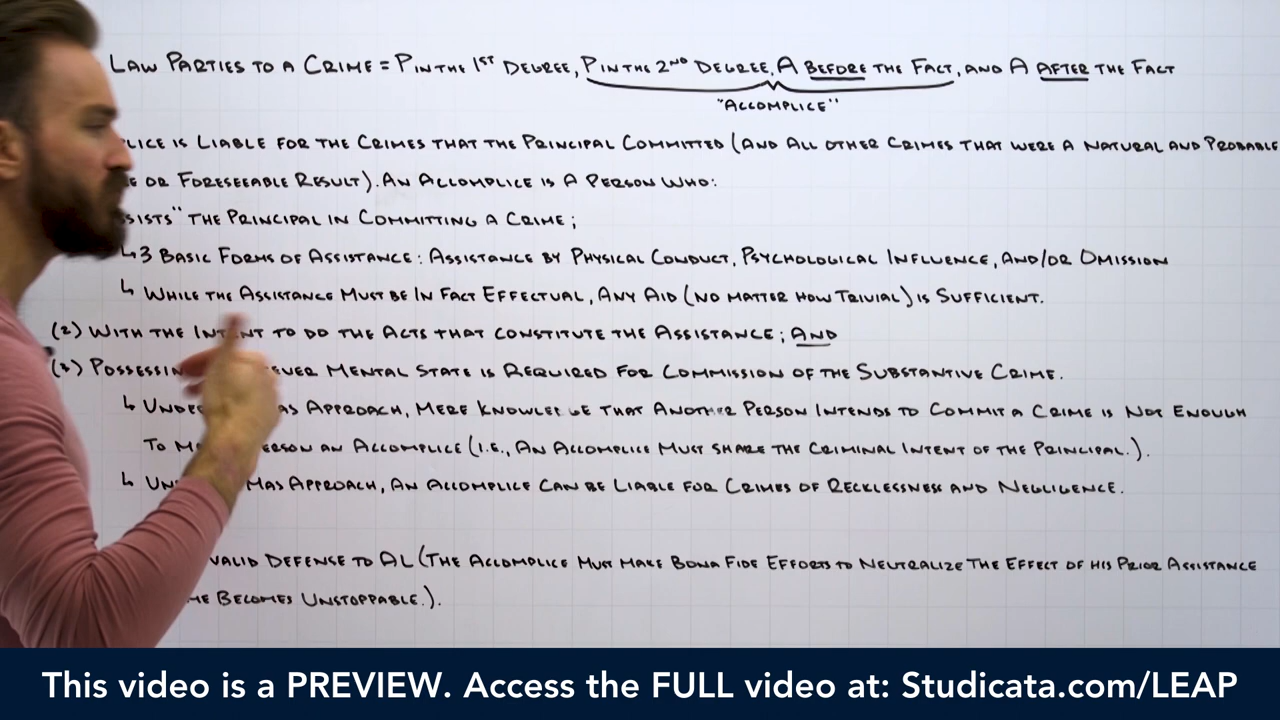 Law Parties to a Crime = P in the 1st Degree, P in the 2nd Degree, A Before the Fact, and A After the Fact
"Accomplice"
lice is Liable for the Crimes that the Principal Committed (and All Other Crimes that were a Natural and Probable
or Foreseeable Result). An Accomplice is a Person Who:
sists" the Principal in Committing a Crime;
↳ 3 Basic Forms of Assistance: Assistance by Physical Conduct, Psychological Influence, and/or Omission
↳ While the Assistance Must be In Fact Effectual, Any Aid (No Matter How Trivial) is Sufficient.
(2) With the Intent to do the Acts that constitute the Assistance; And
Mental State is Required for Commission of the Substantive Crime.
↳ Approach, Mere Knowledge that Another Person Intends to Commit a Crime is Not Enough
To an Accomplice (i.e., An Accomplice Must Share the Criminal Intent of the Principal.).
↳ Mas Approach, An Accomplice Can be Liable for Crimes of Recklessness and Negligence.
Valid Defense to AL (The Accomplice Must Make Bona Fide Efforts to Neutralize The Effect of his Prior Assistance
Becomes Unstoppable.).
This video is a PREVIEW. Access the FULL video at: Studicata.com/LEAP